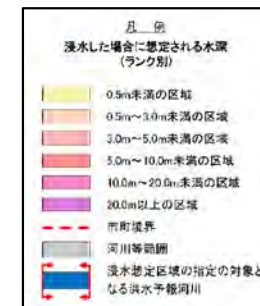 凡 例
浸水した場合に想定される水深
(ランク別)
0.5m未満の区域
0.5m~3.0m未満の区域
3.0m~5.0m未満の区域
5.0m~10.0m未満の区域
10.0m~20.0m未満の区域
20.0m以上の区域
市町境界
河川等範囲
浸水想定区域の指定の対象と
なる洪水予報河川